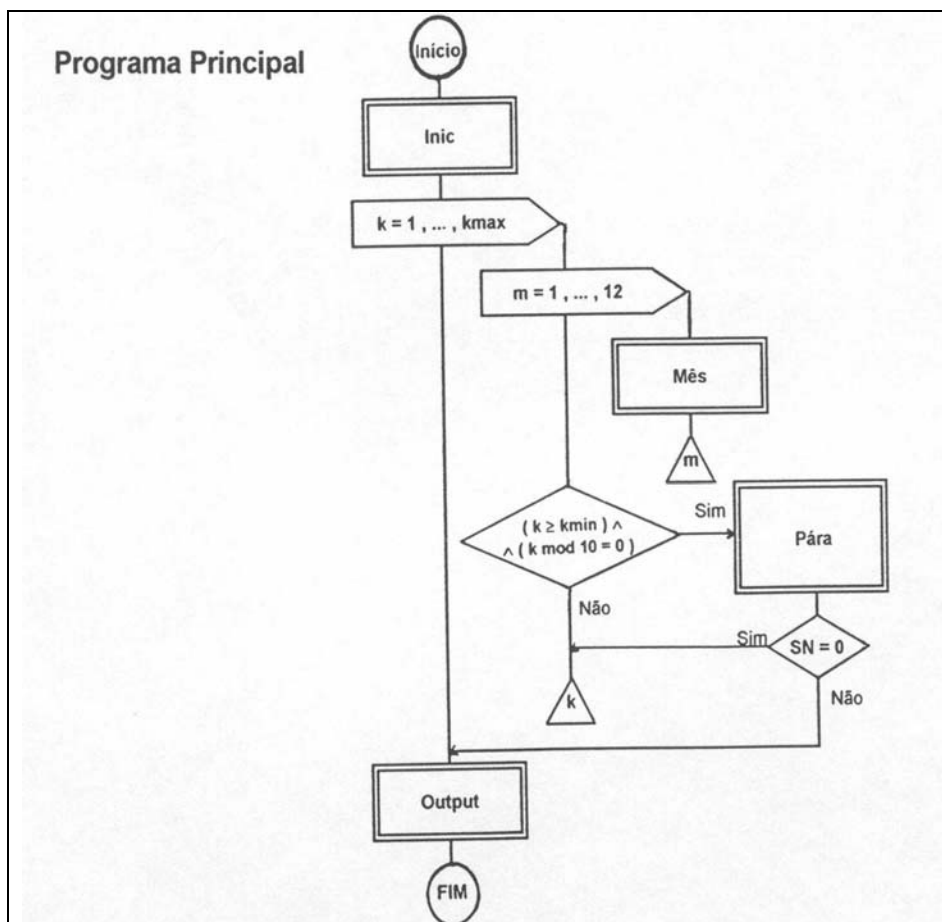 Início
Programa Principal
Inic
k = 1 , ... , kmax
m = 1 , ... , 12
Mês
m
( k ≥ kmin ) ∧
∧ ( k mod 10 = 0 )
Sim
Pára
Não
Sim
SN = 0
k
Não
Output
FIM